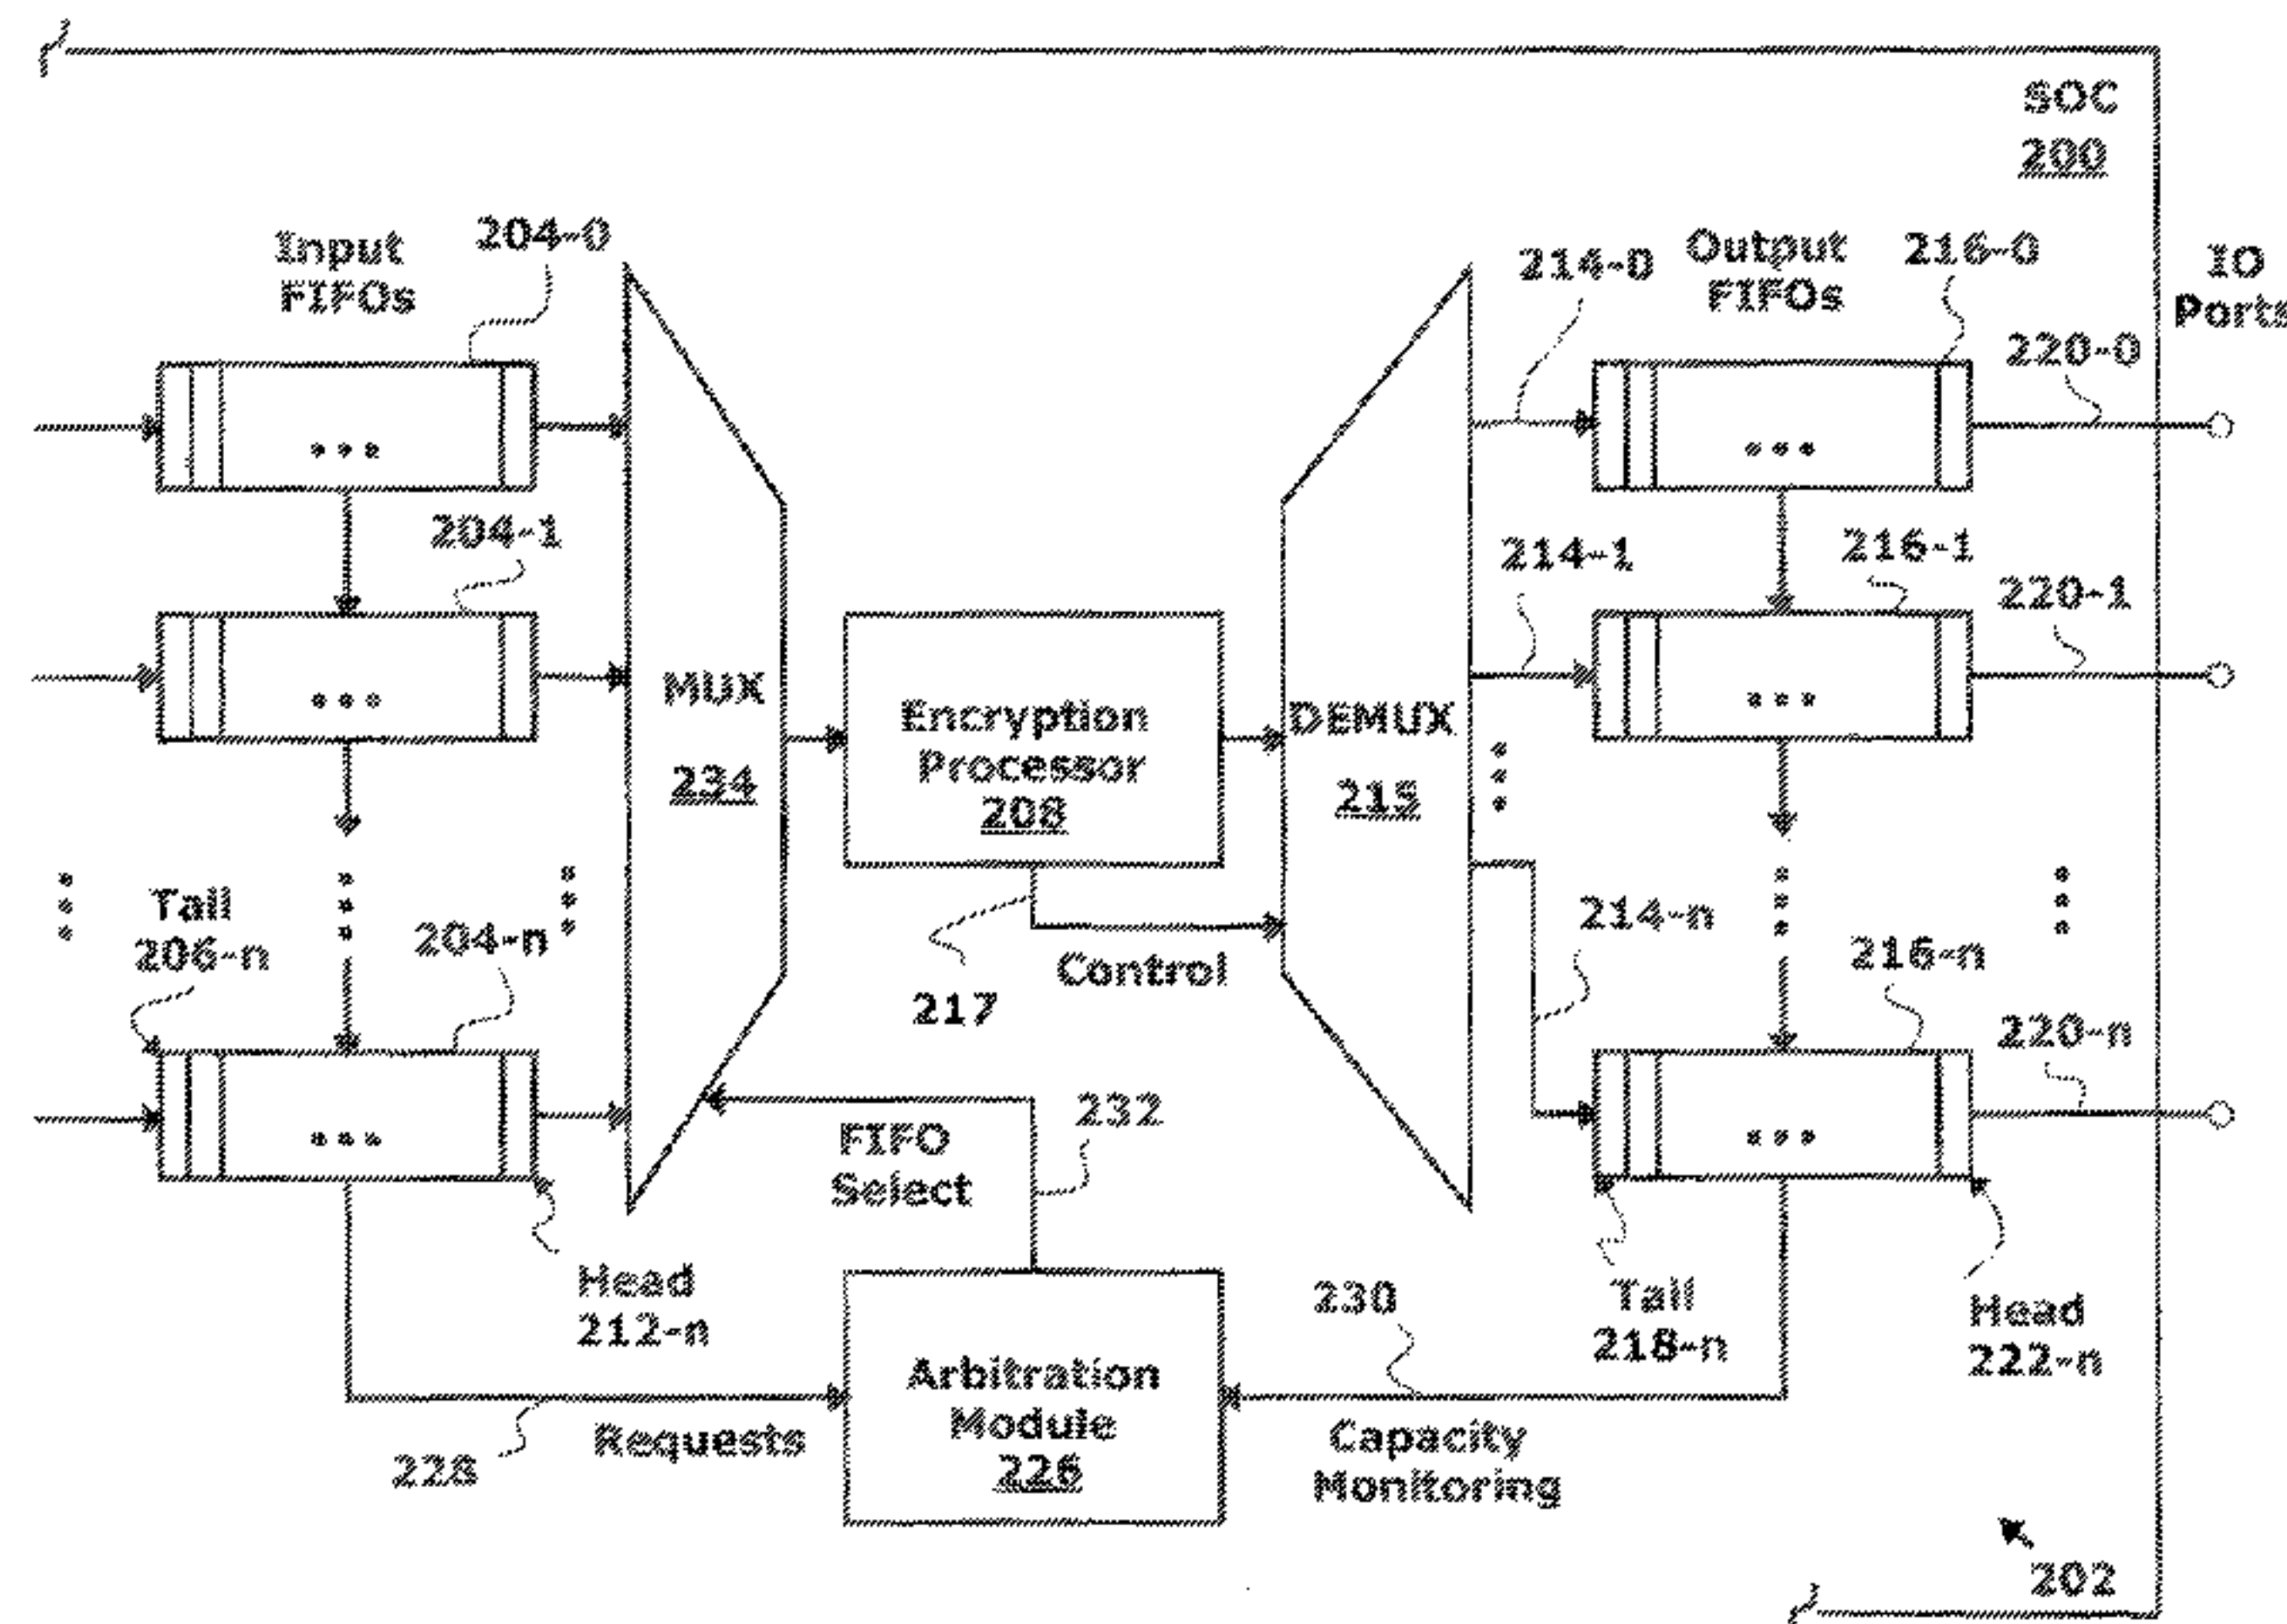 SOC
200
Input
FIFOs
204-0
214-0
Output
FIFOs
216-0
IO
Ports
220-0
204-1
214-1
216-1
220-1
MUX
234
Encryption
Processor
208
DEMUX
215
Tail
206-n
204-n
Control
217
214-n
216-n
220-n
FIFO
Select
232
Head
212-n
230
Tail
218-n
Head
222-n
Arbitration
Module
226
Requests
228
Capacity
Monitoring
202